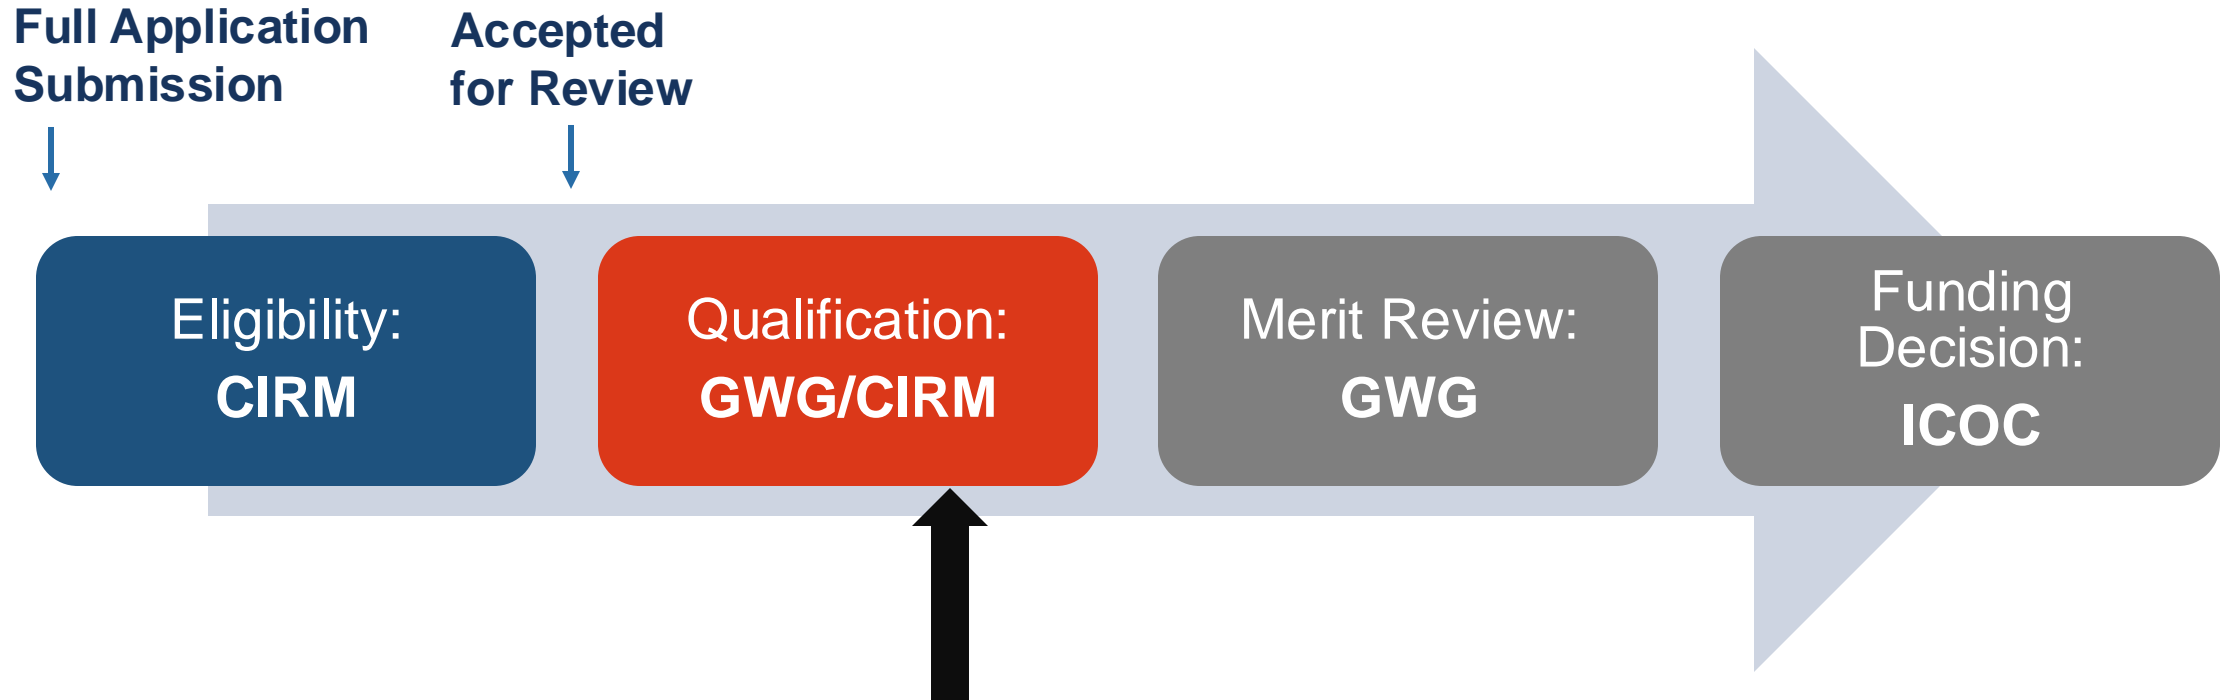 Full Application
Submission
Accepted
for Review
Eligibility:
CIRM
Qualification:
GWG/CIRM
Merit Review:
GWG
Funding
Decision:
ICOC